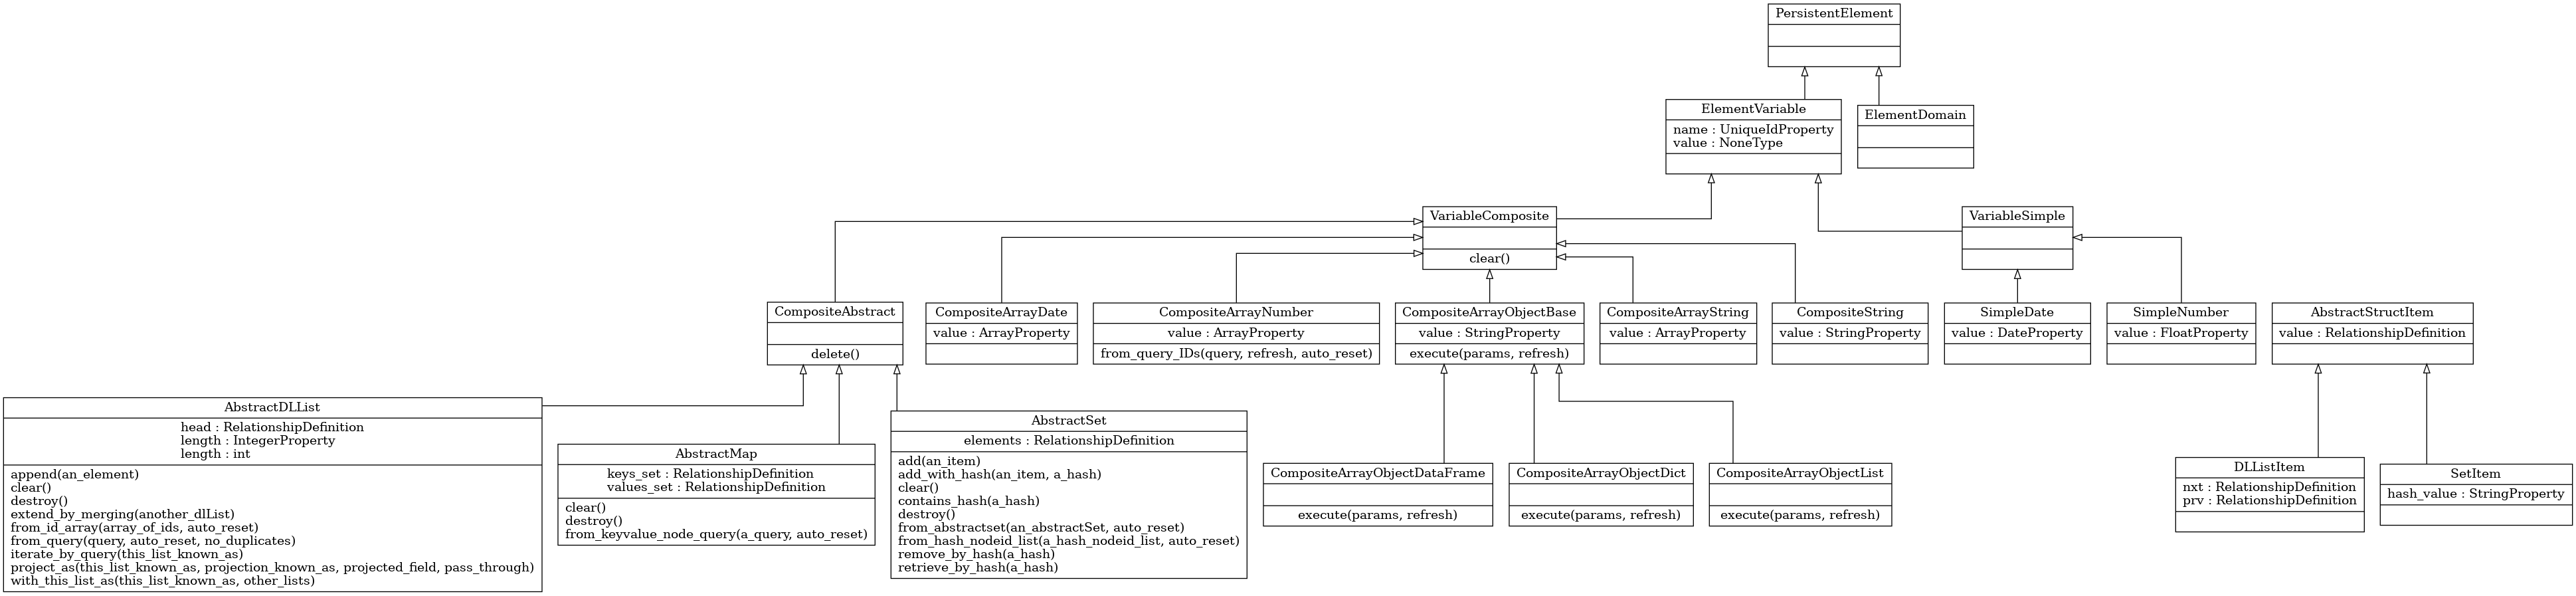 PersistentElement
ElementVariable
name : UniqueIdProperty
value : NoneType
ElementDomain
VariableComposite
clear()
VariableSimple
CompositeAbstract
delete()
CompositeArrayDate
value : ArrayProperty
CompositeArrayNumber
value : ArrayProperty
from_query_IDs(query, refresh, auto_reset)
CompositeArrayObjectBase
value : StringProperty
execute(params, refresh)
CompositeArrayString
value : ArrayProperty
CompositeString
value : StringProperty
SimpleDate
value : DateProperty
SimpleNumber
value : FloatProperty
AbstractStructItem
value : RelationshipDefinition
AbstractDLList
head : RelationshipDefinition
length : IntegerProperty
length : int
append(an_element)
clear()
destroy()
extend_by_merging(another_dlList)
from_id_array(array_of_ids, auto_reset)
from_query(query, auto_reset, no_duplicates)
iterate_by_query(this_list_known_as)
project_as(this_list_known_as, projection_known_as, projected_field, pass_through)
with_this_list_as(this_list_known_as, other_lists)
AbstractMap
keys_set : RelationshipDefinition
values_set : RelationshipDefinition
clear()
destroy()
from_keyvalue_node_query(a_query, auto_reset)
AbstractSet
elements : RelationshipDefinition
add(an_item)
add_with_hash(an_item, a_hash)
clear()
contains_hash(a_hash)
destroy()
from_abstractset(an_abstractSet, auto_reset)
from_hash_nodeid_list(a_hash_nodeid_list, auto_reset)
remove_by_hash(a_hash)
retrieve_by_hash(a_hash)
CompositeArrayObjectDataFrame
execute(params, refresh)
CompositeArrayObjectDict
execute(params, refresh)
CompositeArrayObjectList
execute(params, refresh)
DLListItem
nxt : RelationshipDefinition
prv : RelationshipDefinition
SetItem
hash_value : StringProperty